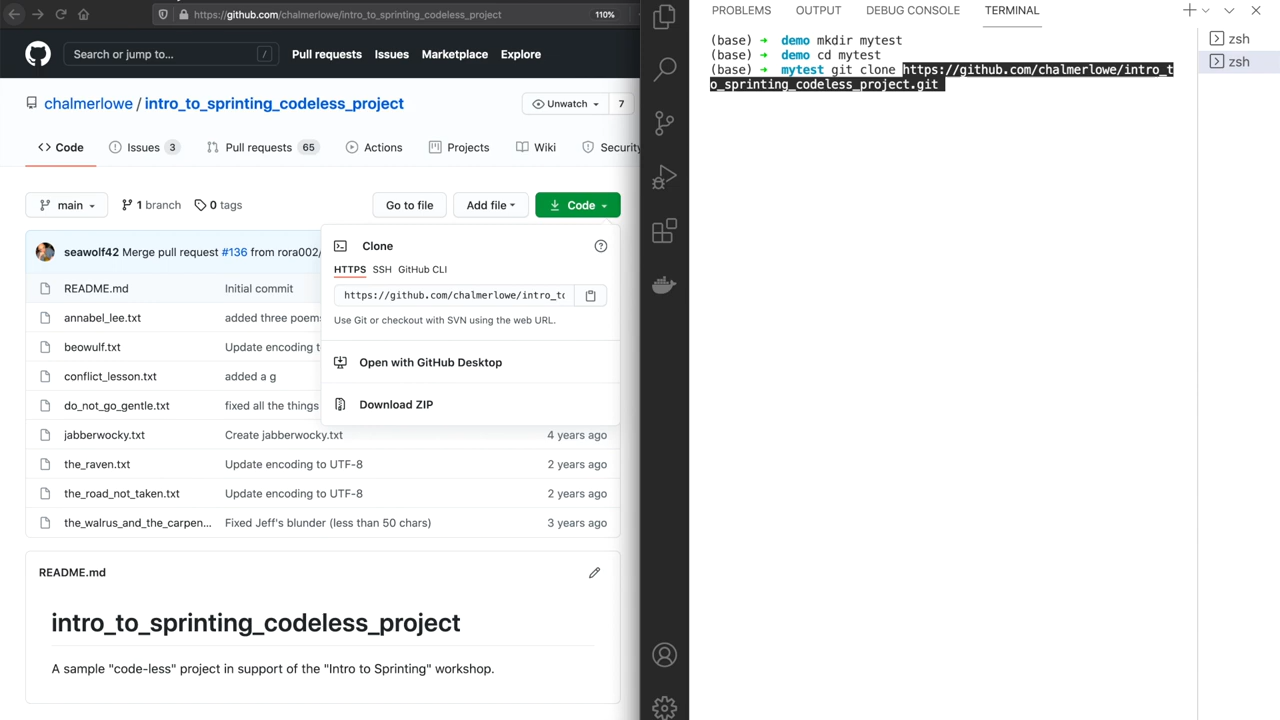 https://github.com/chalmerlowe/intro_to_sprinting_codeless_project
110%
Search or jump to...
/
Pull requests
Issues
Marketplace
Explore
chalmerlowe / intro_to_sprinting_codeless_project
Unwatch
7
<> Code
Issues 3
Pull requests 65
Actions
Projects
Wiki
Security
main
1 branch
0 tags
Go to file
Add file
Code
seawolf42 Merge pull request #136 from rora002/
README.md Initial commit
annabel_lee.txt added three poems
beowulf.txt Update encoding t
conflict_lesson.txt added a g
do_not_go_gentle.txt fixed all the things
jabberwocky.txt Create jabberwocky.txt 4 years ago
the_raven.txt Update encoding to UTF-8 2 years ago
the_road_not_taken.txt Update encoding to UTF-8 2 years ago
the_walrus_and_the_carpen... Fixed Jeff's blunder (less than 50 chars) 3 years ago
Clone
HTTPS SSH GitHub CLI
https://github.com/chalmerlowe/intro_to
Use Git or checkout with SVN using the web URL.
Open with GitHub Desktop
Download ZIP
README.md
intro_to_sprinting_codeless_project
A sample "code-less" project in support of the "Intro to Sprinting" workshop.
PROBLEMS OUTPUT DEBUG CONSOLE TERMINAL
(base) ➜ demo mkdir mytest
(base) ➜ demo cd mytest
(base) ➜ mytest git clone https://github.com/chalmerlowe/intro_t
o_sprinting_codeless_project.git
zsh
zsh